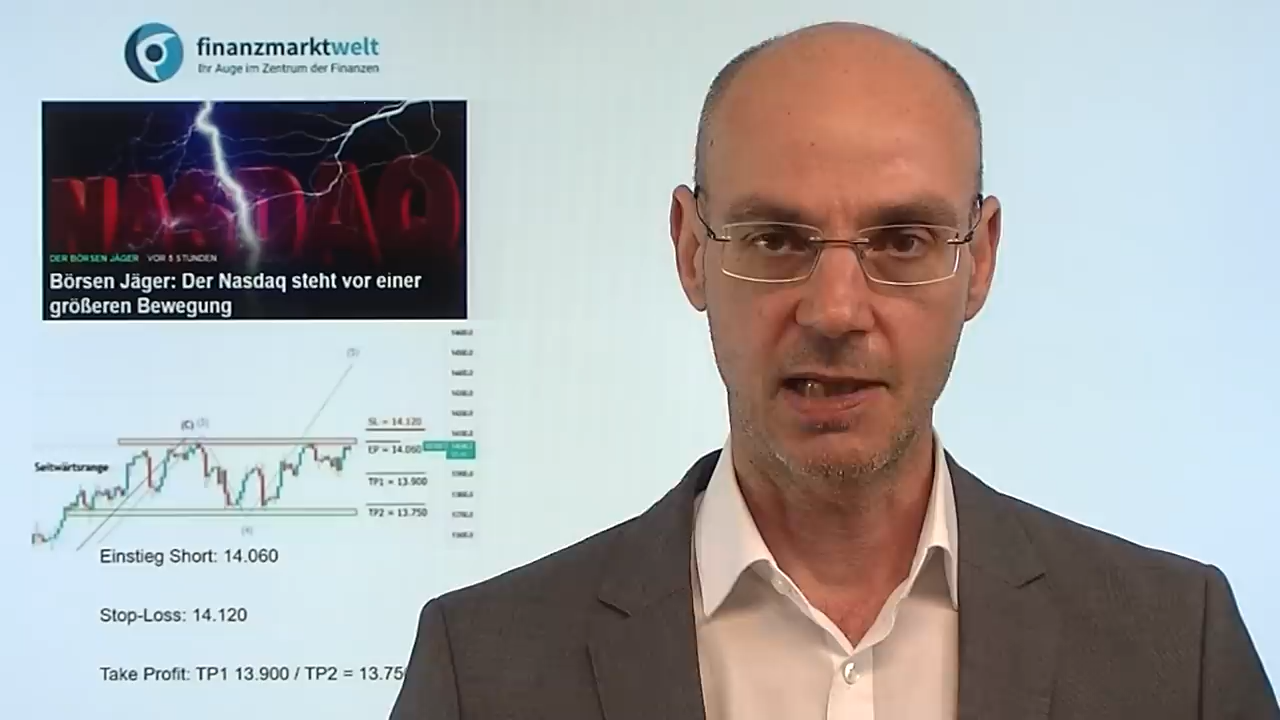 finanzmarktwelt
Ihr Auge im Zentrum der Finanzen
NASDAQ
DER BÖRSEN JÄGER VOR 5 STUNDEN
Börsen Jäger: Der Nasdaq steht vor einer
größeren Bewegung
(5)
(C)
SL = 14.120
EP = 14.060
Seitwärtsrange
TP1 = 13.900
TP2 = 13.750
(4)
Einstieg Short: 14.060
Stop-Loss: 14.120
Take Profit: TP1 13.900 / TP2 = 13.75